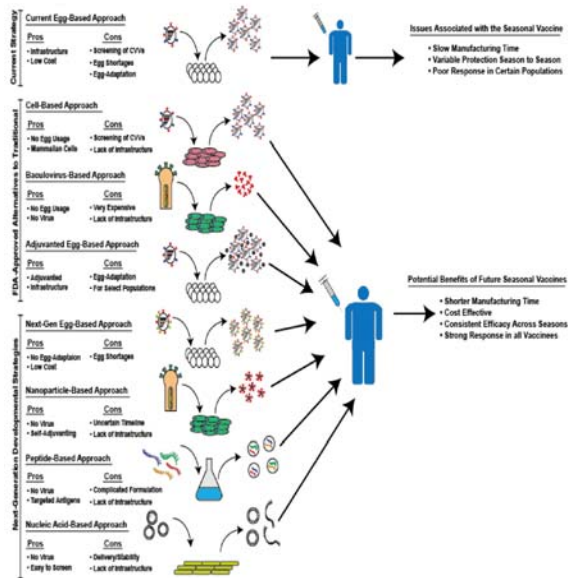 Current Strategy
Current Egg-Based Approach
Pros
• Infrastructure
• Low Cost
Cons
• Screening of CVVs
• Egg Shortages
• Egg-Adaptation
Issues Associated with the Seasonal Vaccine
• Slow Manufacturing Time
• Variable Protection Season to Season
• Poor Response in Certain Populations
FDA-Approved Alternatives to Traditional
Cell-Based Approach
Pros
• No Egg Usage
• Mammalian Cells
Cons
• Screening of CVVs
• Lack of Infrastructure
Baculovirus-Based Approach
Pros
• No Egg Usage
• No Virus
Cons
• Very Expensive
• Lack of Infrastructure
Adjuvanted Egg-Based Approach
Pros
• Adjuvanted
• Infrastructure
Cons
• Egg-Adaptation
• For Select Populations
Potential Benefits of Future Seasonal Vaccines
• Shorter Manufacturing Time
• Cost Effective
• Consistent Efficacy Across Seasons
• Strong Response in all Vaccinees
Next-Generation Developmental Strategies
Next-Gen Egg-Based Approach
Pros
• No Egg-Adaptaion
• Low Cost
Cons
• Egg Shortages
Nanoparticle-Based Approach
Pros
• No Virus
• Self-Adjuvanting
Cons
• Uncertain Timeline
• Lack of Infrastructure
Peptide-Based Approach
Pros
• No Virus
• Targeted Antigens
Cons
• Complicated Formulation
• Lack of Infrastructure
Nucleic Acid-Based Approach
Pros
• No Virus
• Easy to Screen
Cons
• Delivery/Stability
• Lack of Infrastructure